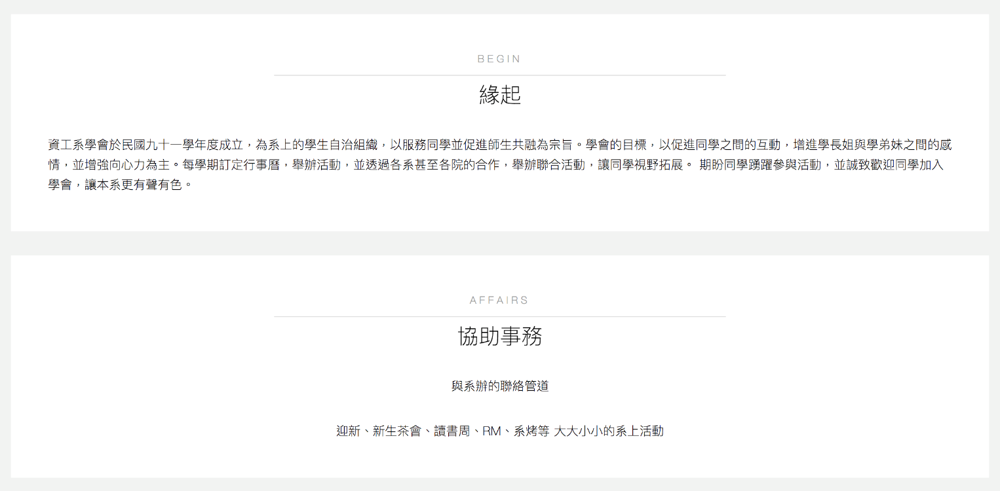 BEGIN
緣起
資工系學會於民國九十一學年度成立，為系上的學生自治組織，以服務同學並促進師生共融為宗旨。學會的目標，以促進同學之間的互動，增進學長姐與學弟妹之間的感
情，並增強向心力為主。每學期訂定行事曆，舉辦活動，並透過各系甚至各院的合作，舉辦聯合活動，讓同學視野拓展。 期盼同學踴躍參與活動，並誠致歡迎同學加入
學會，讓本系更有聲有色。
AFFAIRS
協助事務
與系辦的聯絡管道
迎新、新生茶會、讀書周、RM、系烤等 大大小小的系上活動